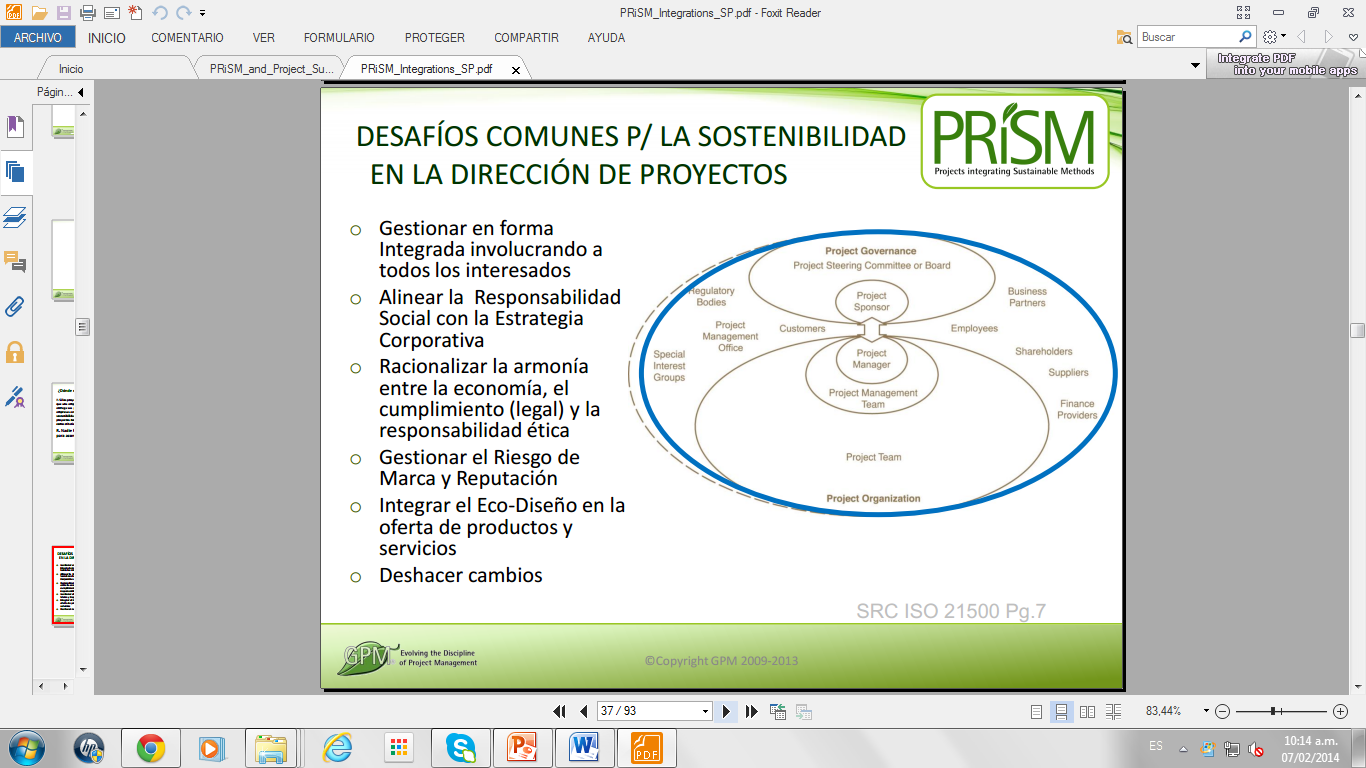 PRiSM_Integrations_SP.pdf - Foxit Reader
ARCHIVO INICIO COMENTARIO VER FORMULARIO PROTEGER COMPARTIR AYUDA
Buscar
Inicio PRiSM_and_Project_Su... PRiSM_Integrations_SP.pdf
Integrate PDF
into your mobile apps
Págin...
DESAFÍOS COMUNES P/ LA SOSTENIBILIDAD
EN LA DIRECCIÓN DE PROYECTOS
PRiSM
Projects integrating Sustainable Methods
Gestionar en forma
Integrada involucrando a
todos los interesados
Alinear la Responsabilidad
Social con la Estrategia
Corporativa
Racionalizar la armonía
entre la economía, el
cumplimiento (legal) y la
responsabilidad ética
Gestionar el Riesgo de
Marca y Reputación
Integrar el Eco-Diseño en la
oferta de productos y
servicios
Deshacer cambios
Project Governance
Project Steering Committee or Board
Regulatory
Bodies
Project
Sponsor
Business
Partners
Project
Management
Office
Customers
Employees
Special
Interest
Groups
Project
Manager
Shareholders
Suppliers
Project Management
Team
Finance
Providers
Project Team
Project Organization
SRC ISO 21500 Pg.7
GPM
Evolving the Discipline
of Project Management
©Copyright GPM 2009-2013
37 / 93
83,44%
ES
10:14 a.m.
07/02/2014